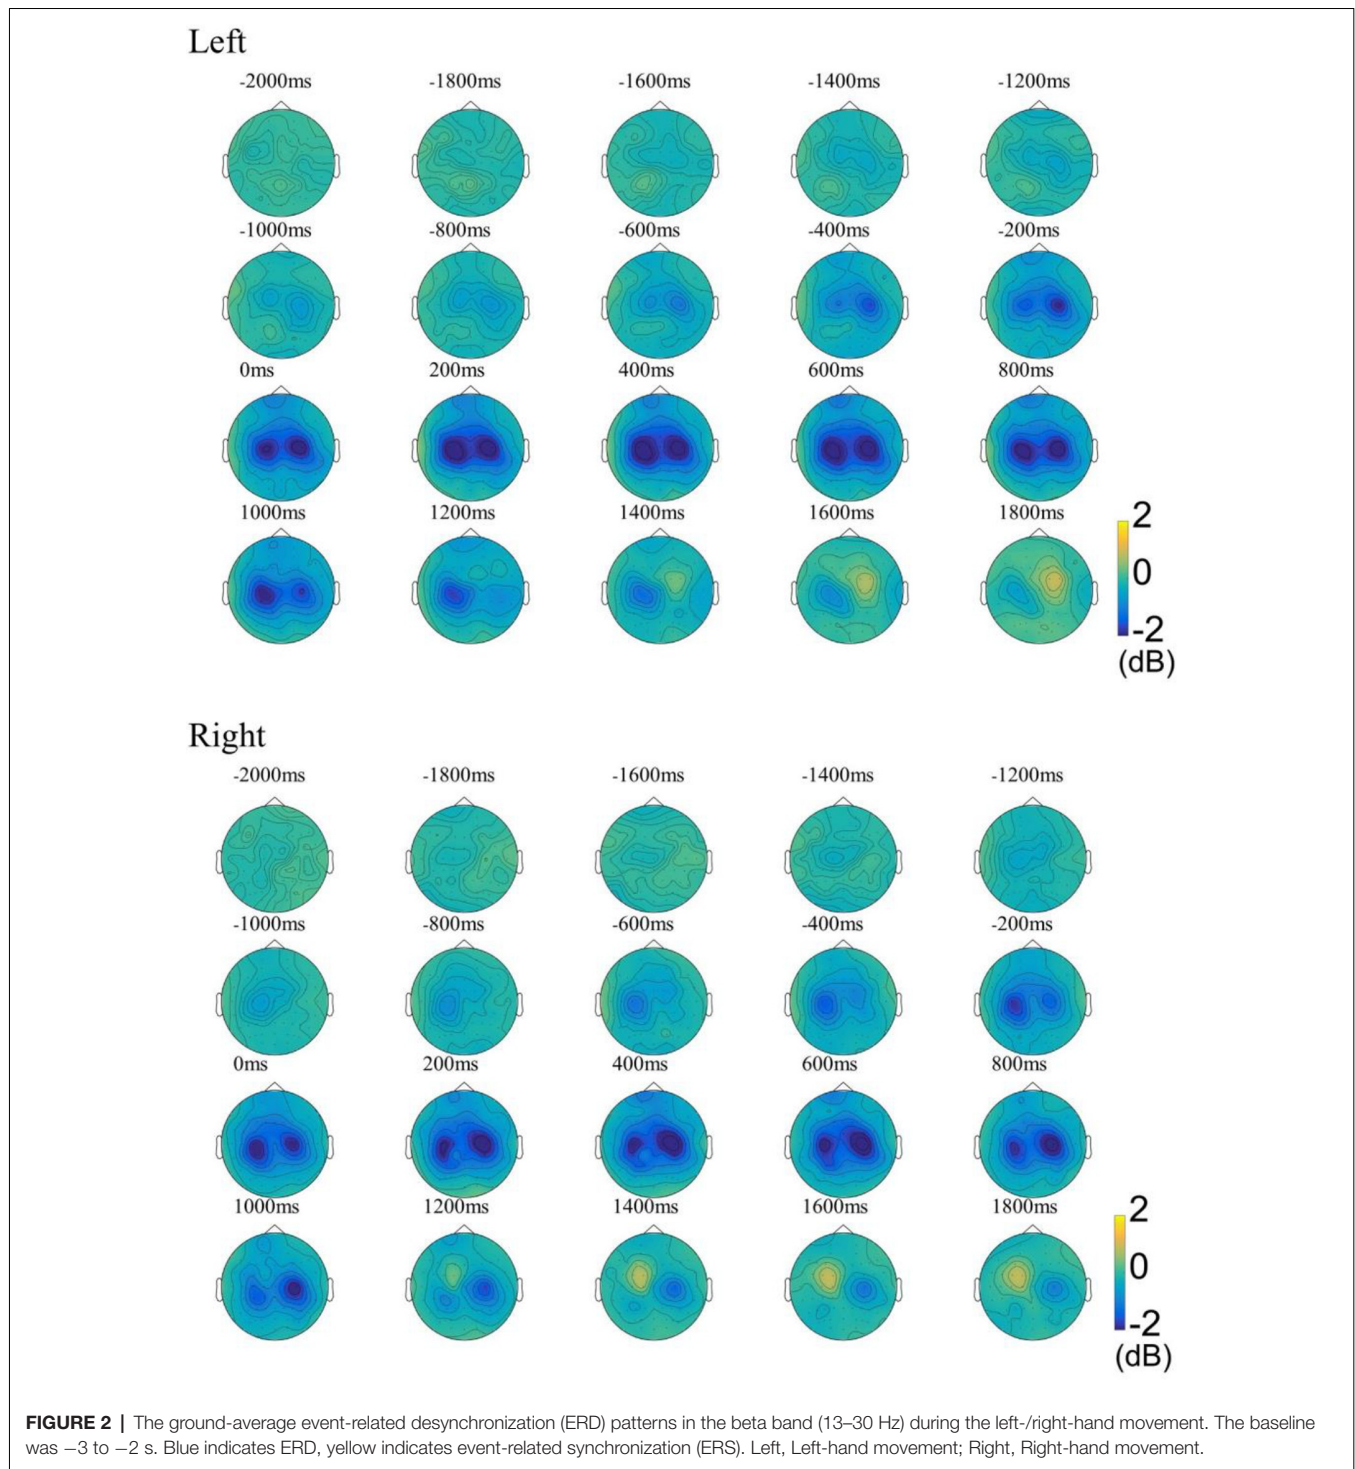 Left
-2000ms -1800ms -1600ms -1400ms -1200ms
-1000ms -800ms -600ms -400ms -200ms
0ms 200ms 400ms 600ms 800ms
1000ms 1200ms 1400ms 1600ms 1800ms
2
0
-2
(dB)
Right
-2000ms -1800ms -1600ms -1400ms -1200ms
-1000ms -800ms -600ms -400ms -200ms
0ms 200ms 400ms 600ms 800ms
1000ms 1200ms 1400ms 1600ms 1800ms
2
0
-2
(dB)
FIGURE 2 | The ground-average event-related desynchronization (ERD) patterns in the beta band (13–30 Hz) during the left-/right-hand movement. The baseline
was −3 to −2 s. Blue indicates ERD, yellow indicates event-related synchronization (ERS). Left, Left-hand movement; Right, Right-hand movement.